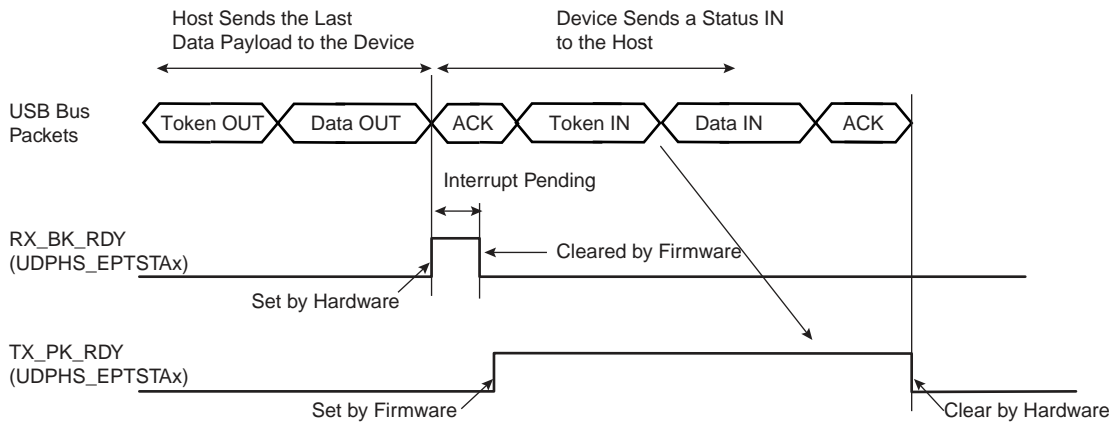 Host Sends the Last
Data Payload to the Device
Device Sends a Status IN
to the Host
USB Bus
Packets
Token OUT
Data OUT
ACK
Token IN
Data IN
ACK
Interrupt Pending
RX_BK_RDY
(UDPHS_EPTSTAx)
Cleared by Firmware
Set by Hardware
TX_PK_RDY
(UDPHS_EPTSTAx)
Set by Firmware
Clear by Hardware